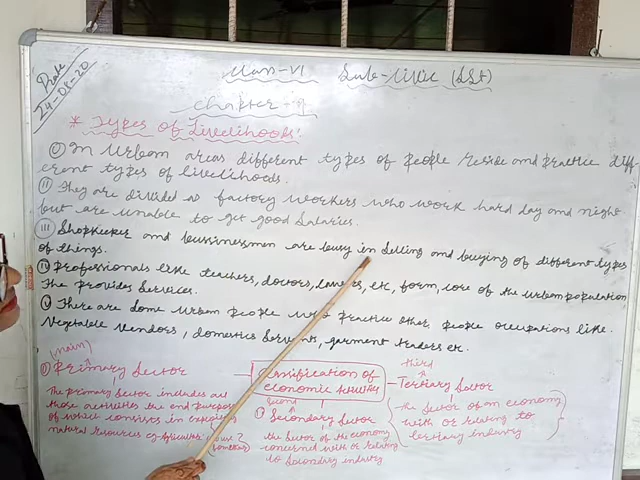 Date
24-08-20
Class-VI Sub-Civic (SSt)
Chapter-
* Types of Livelihoods:
(i) In Urban areas different types of people reside and practice diff-
erent types of livelihoods.
(ii) They are divided as factory workers who work hard day and night
but are unable to get good salaries.
(iii) Shopkeeper and bussinessmen are busy in selling and buying of different types
of things.
(iv) Professionals like teachers, doctors, etc, form, core of the urban population
The provides services.
(v) There are some urban people who practice other people occupations like
Vegetable vendors, domestic servants, garment traders etc.
(main)
(i) Primary Sector
The primary sector includes all
those activities the end purpose
of which consists in
natural resources eg
Classification of
economic
second
Secondary Sector
the sector of the economy
concerned with or relating
to secondary industry
third
Tertiary Sector
the sector of an economy
with or relating to
tertiary industry